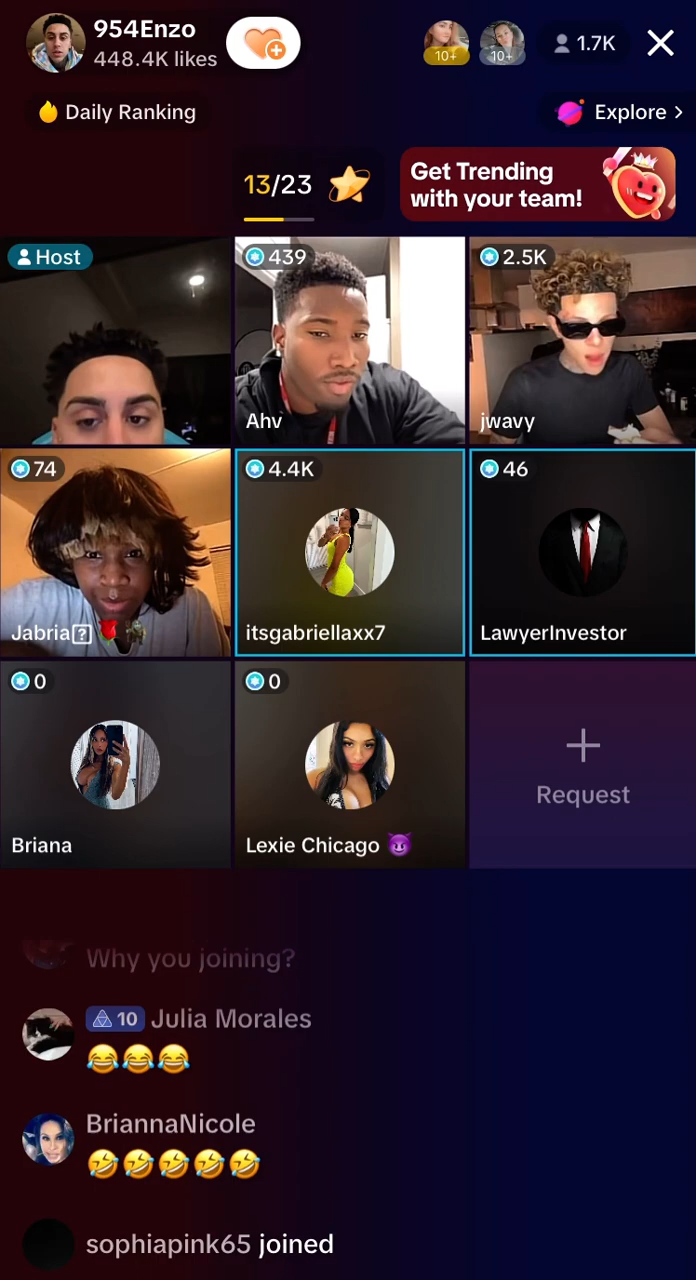 954Enzo
448.4K likes
10+
10+
1.7K
Daily Ranking
Explore >
13/23
Get Trending
with your team!
Host
439
2.5K
Ahv
jwavy
74
4.4K
46
Jabria
itsgabriellaxx7
LawyerInvestor
0
0
Request
Briana
Lexie Chicago 😈
Why you joining?
10 Julia Morales
😂😂😂
BriannaNicole
🤣🤣🤣🤣🤣
sophiapink65 joined